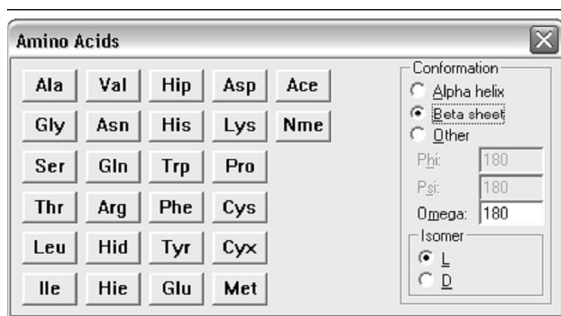 Amino Acids
Ala Val Hip Asp Ace
Gly Asn His Lys Nme
Ser Gln Trp Pro
Thr Arg Phe Cys
Leu Hid Tyr Cyx
Ile Hie Glu Met
Conformation
Alpha helix
Beta sheet
Other
Phi: 180
Psi: 180
Omega: 180
Isomer
L
D